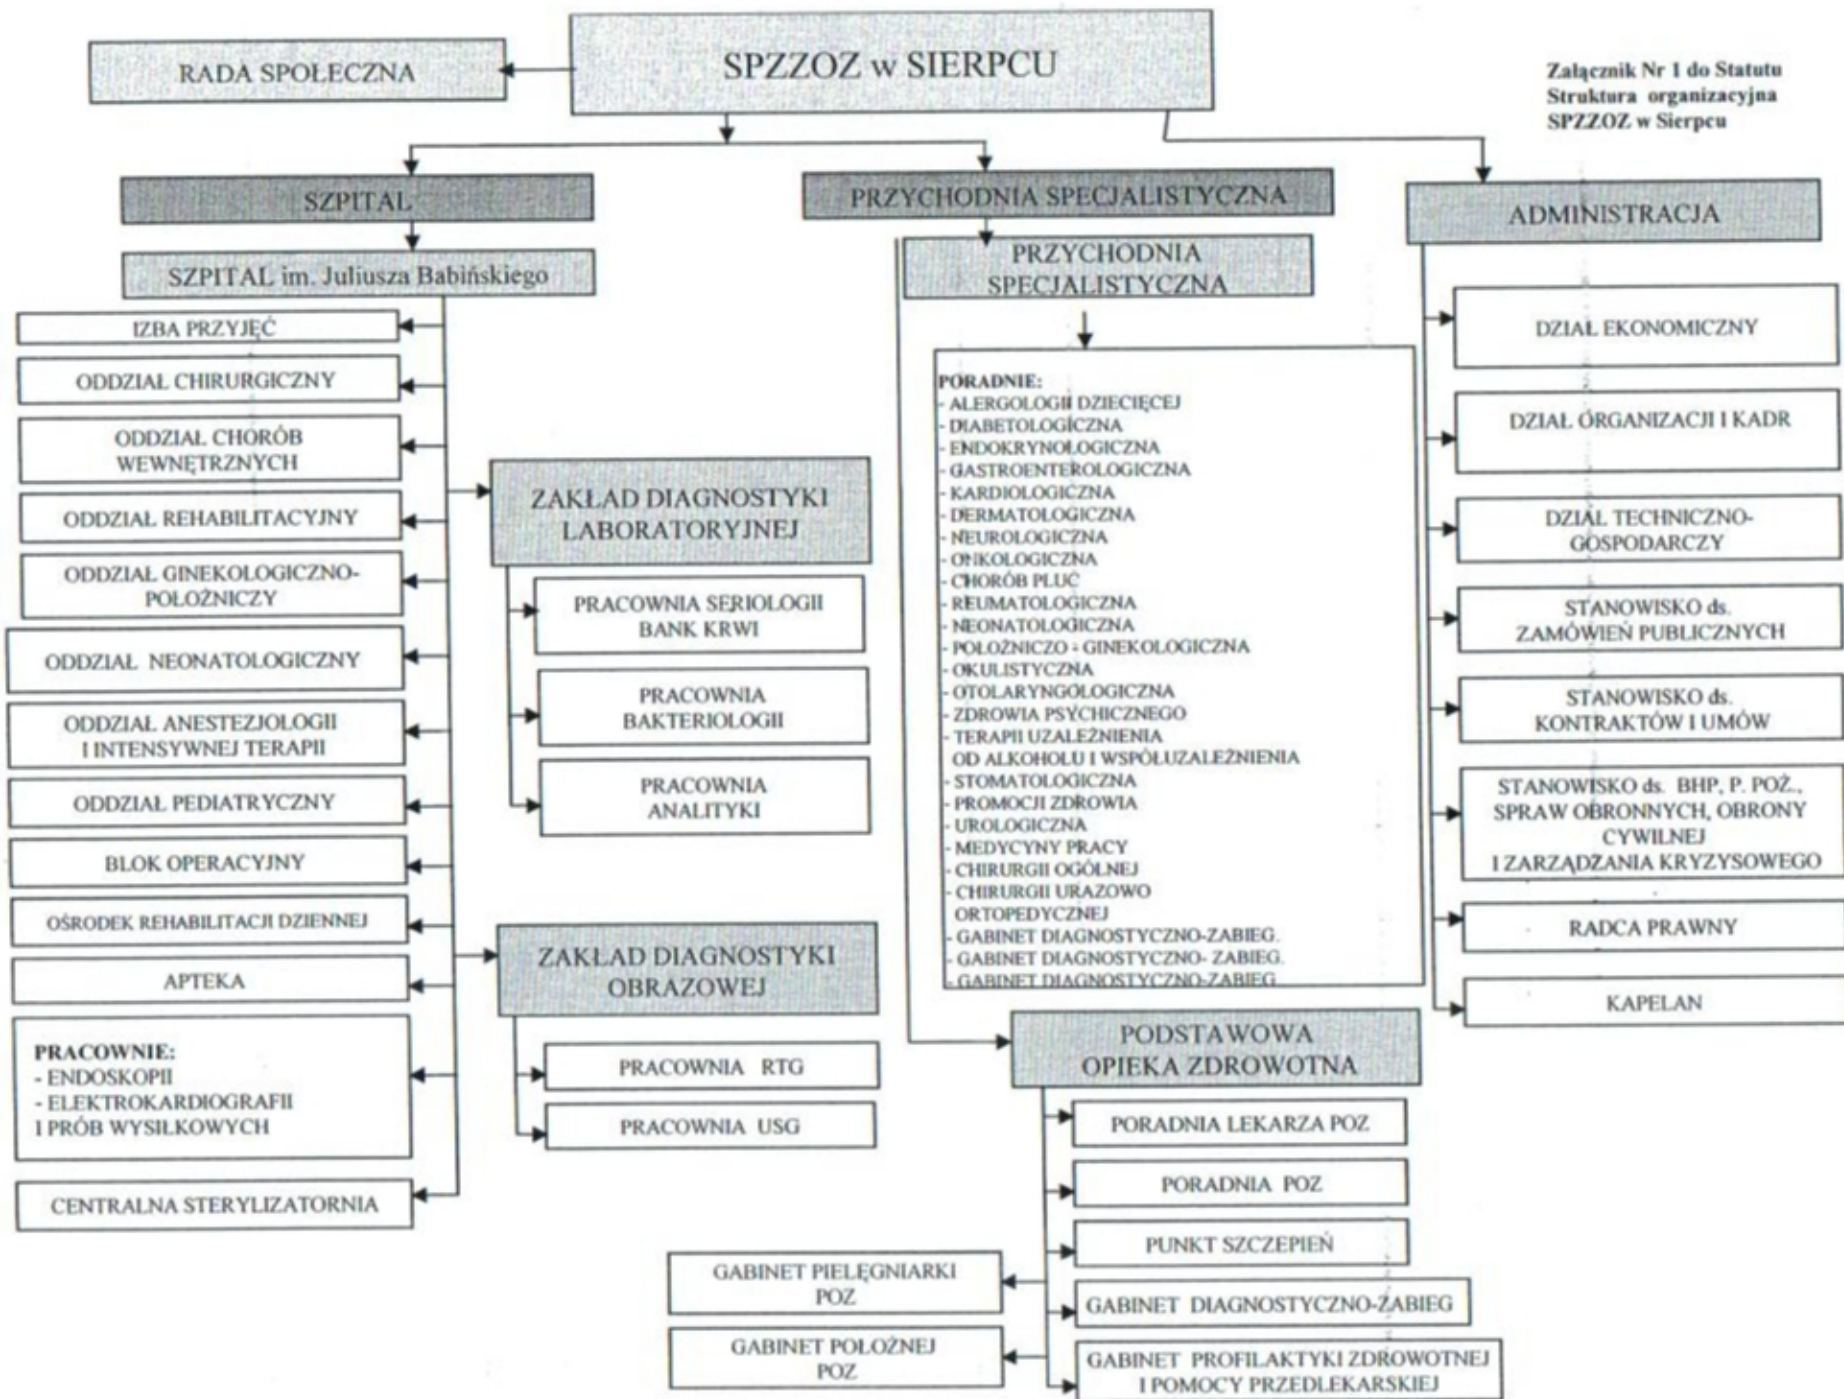 RADA SPOŁECZNA
SPZZOZ w SIERPCU
Załącznik Nr 1 do Statutu
Struktura organizacyjna
SPZZOZ w Sierpcu
SZPITAL
PRZYCHODNIA SPECJALISTYCZNA
ADMINISTRACJA
SZPITAL im. Juliusza Babińskiego
PRZYCHODNIA
SPECJALISTYCZNA
IZBA PRZYJĘĆ
ODDZIAŁ CHIRURGICZNY
ODDZIAŁ CHORÓB
WEWNĘTRZNYCH
ODDZIAŁ REHABILITACYJNY
ODDZIAŁ GINEKOLOGICZNO-
POŁOŻNICZY
ODDZIAŁ NEONATOLOGICZNY
ODDZIAŁ ANESTEZJOLOGII
I INTENSYWNEJ TERAPII
ODDZIAŁ PEDIATRYCZNY
BLOK OPERACYJNY
OŚRODEK REHABILITACJI DZIENNEJ
APTEKA
PRACOWNIE:
- ENDOSKOPII
- ELEKTROKARDIOGRAFII
I PRÓB WYSIŁKOWYCH
CENTRALNA STERYLIZATORNIA
ZAKŁAD DIAGNOSTYKI
LABORATORYJNEJ
PRACOWNIA SERIOLOGII
BANK KRWI
PRACOWNIA
BAKTERIOLOGII
PRACOWNIA
ANALITYKI
ZAKŁAD DIAGNOSTYKI
OBRAZOWEJ
PRACOWNIA RTG
PRACOWNIA USG
PORADNIE:
- ALERGOLOGII DZIECIĘCEJ
- DIABETOLOGICZNA
- ENDOKRYNOLOGICZNA
- GASTROENTEROLOGICZNA
- KARDIOLOGICZNA
- DERMATOLOGICZNA
- NEUROLOGICZNA
- ONKOLOGICZNA
- CHORÓB PŁUC
- REUMATOLOGICZNA
- NEONATOLOGICZNA
- POŁOŻNICZO - GINEKOLOGICZNA
- OKULISTYCZNA
- OTOLARYNGOLOGICZNA
- ZDROWIA PSYCHICZNEGO
- TERAPII UZALEŻNIENIA
OD ALKOHOLU I WSPÓŁUZALEŻNIENIA
- STOMATOLOGICZNA
- PROMOCJI ZDROWIA
- UROLOGICZNA
- MEDYCYNY PRACY
- CHIRURGII OGÓLNEJ
- CHIRURGII URAZOWO
ORTOPEDYCZNEJ
- GABINET DIAGNOSTYCZNO-ZABIEG.
- GABINET DIAGNOSTYCZNO- ZABIEG.
- GABINET DIAGNOSTYCZNO-ZABIEG
PODSTAWOWA
OPIEKA ZDROWOTNA
PORADNIA LEKARZA POZ
PORADNIA POZ
PUNKT SZCZEPIEŃ
GABINET PIELĘGNIARKI
POZ
GABINET DIAGNOSTYCZNO-ZABIEG
GABINET POŁOŻNEJ
POZ
GABINET PROFILAKTYKI ZDROWOTNEJ
I POMOCY PRZEDLEKARSKIEJ
DZIAŁ EKONOMICZNY
DZIAŁ ORGANIZACJI I KADR
DZIAŁ TECHNICZNO-
GOSPODARCZY
STANOWISKO ds.
ZAMÓWIEŃ PUBLICZNYCH
STANOWISKO ds.
KONTRAKTÓW I UMÓW
STANOWISKO ds. BHP, P. POŻ.,
SPRAW OBRONNYCH, OBRONY
CYWILNEJ
I ZARZĄDZANIA KRYZYSOWEGO
RADCA PRAWNY
KAPELAN